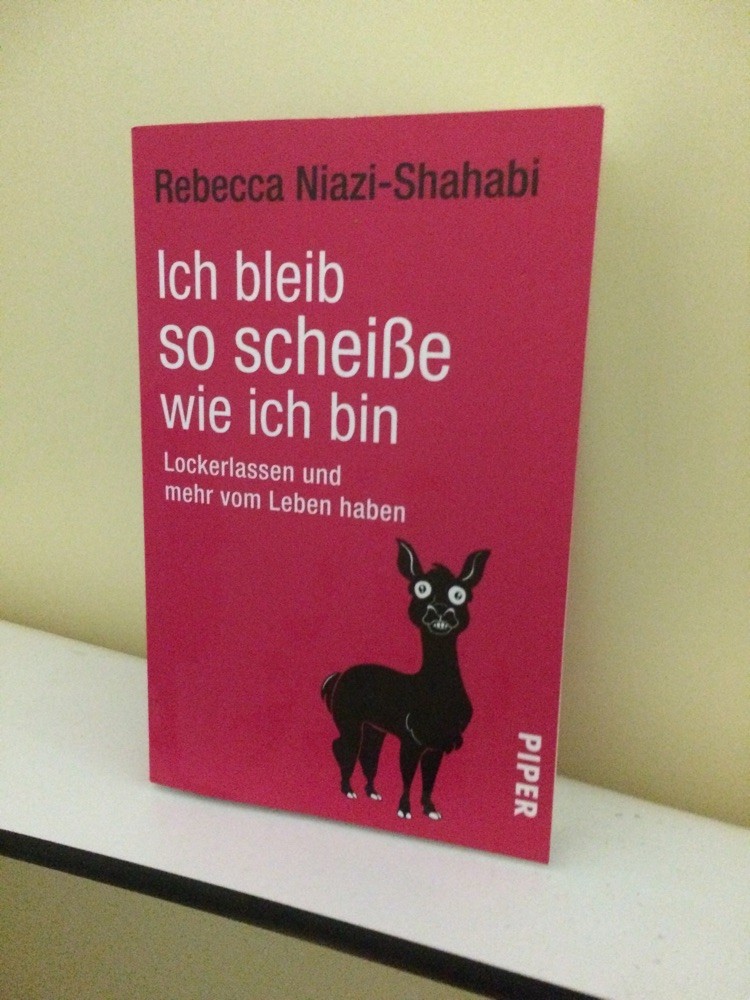 Rebecca Niazi-Shahabi
Ich bleib
so scheiße
wie ich bin
Lockerlassen und
mehr vom Leben haben
PIPER